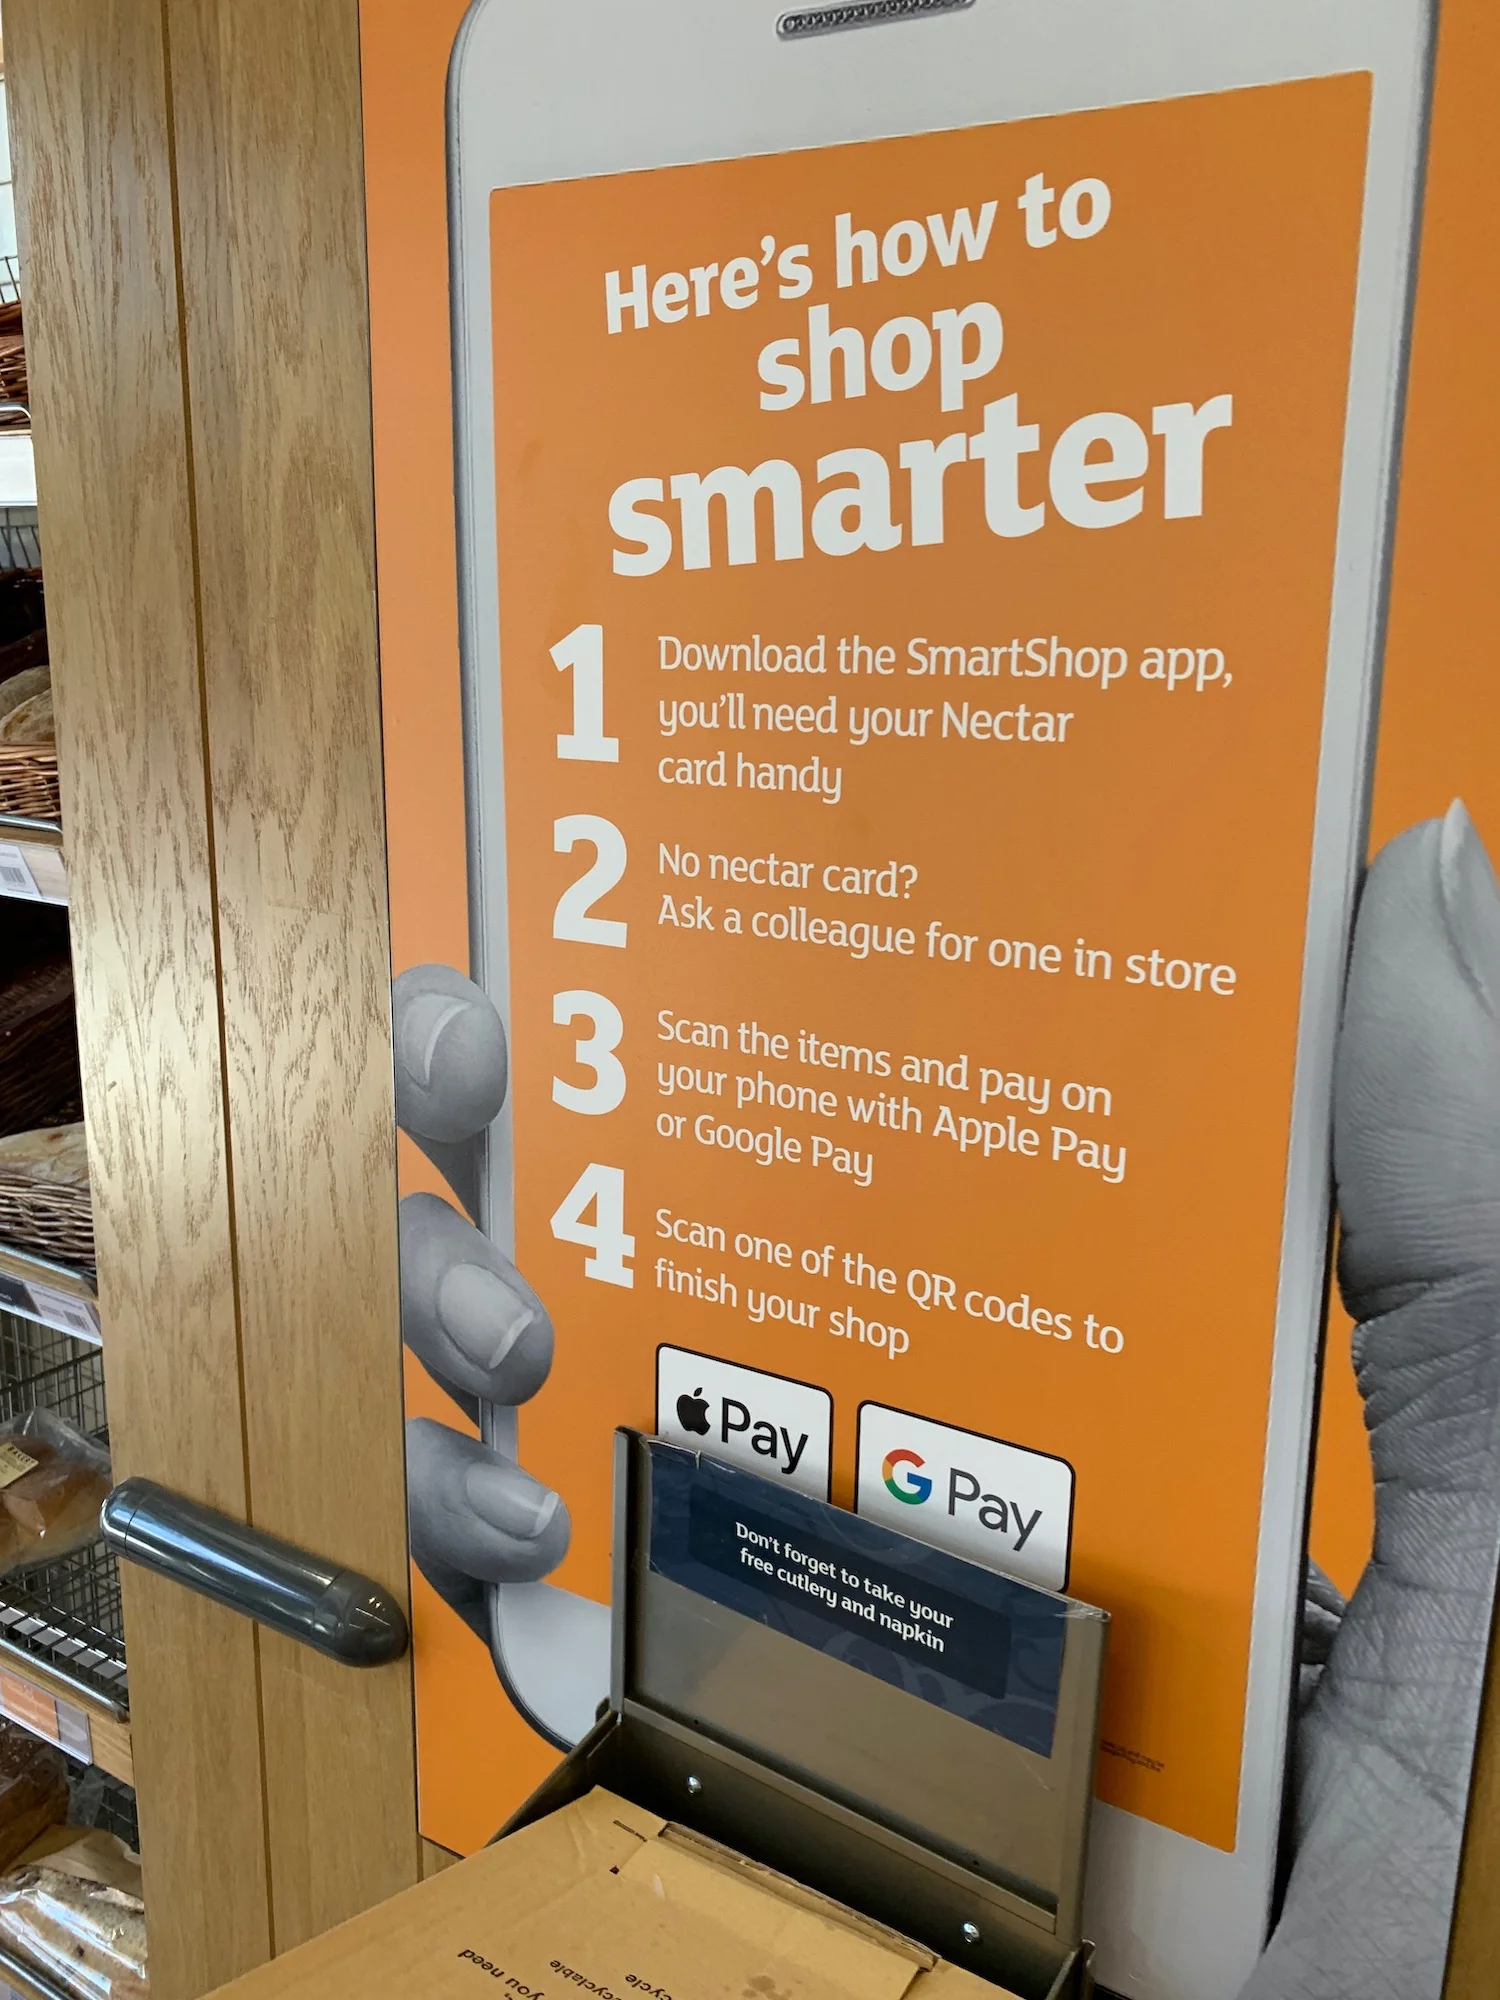 Here's how to
shop
smarter
1 Download the SmartShop app,
you'll need your Nectar
card handy
2 No nectar card?
Ask a colleague for one in store
3 Scan the items and pay on
your phone with Apple Pay
or Google Pay
4 Scan one of the QR codes to
finish your shop
Pay
G Pay
Don't forget to take your
free cutlery and napkin
you need